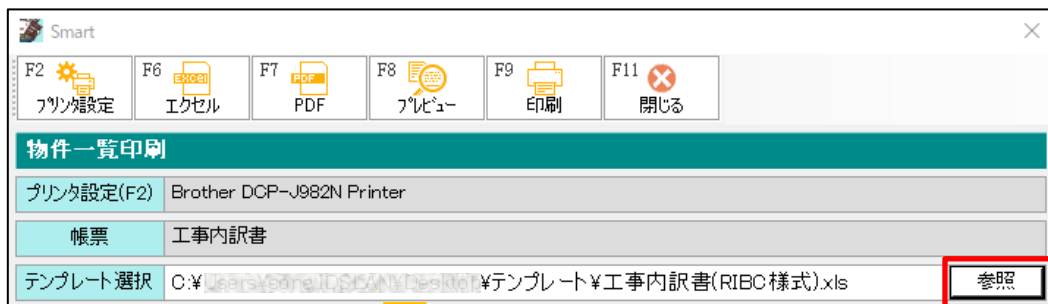 Smart
F2 プリンタ設定 F6 エクセル F7 PDF F8 プレビュー F9 印刷 F11 閉じる
物件一覧印刷
プリンタ設定(F2) Brother DCP-J982N Printer
帳票 工事内訳書
テンプレート選択 C:¥ ¥テンプレート¥工事内訳書(RIBC様式).xls 参照